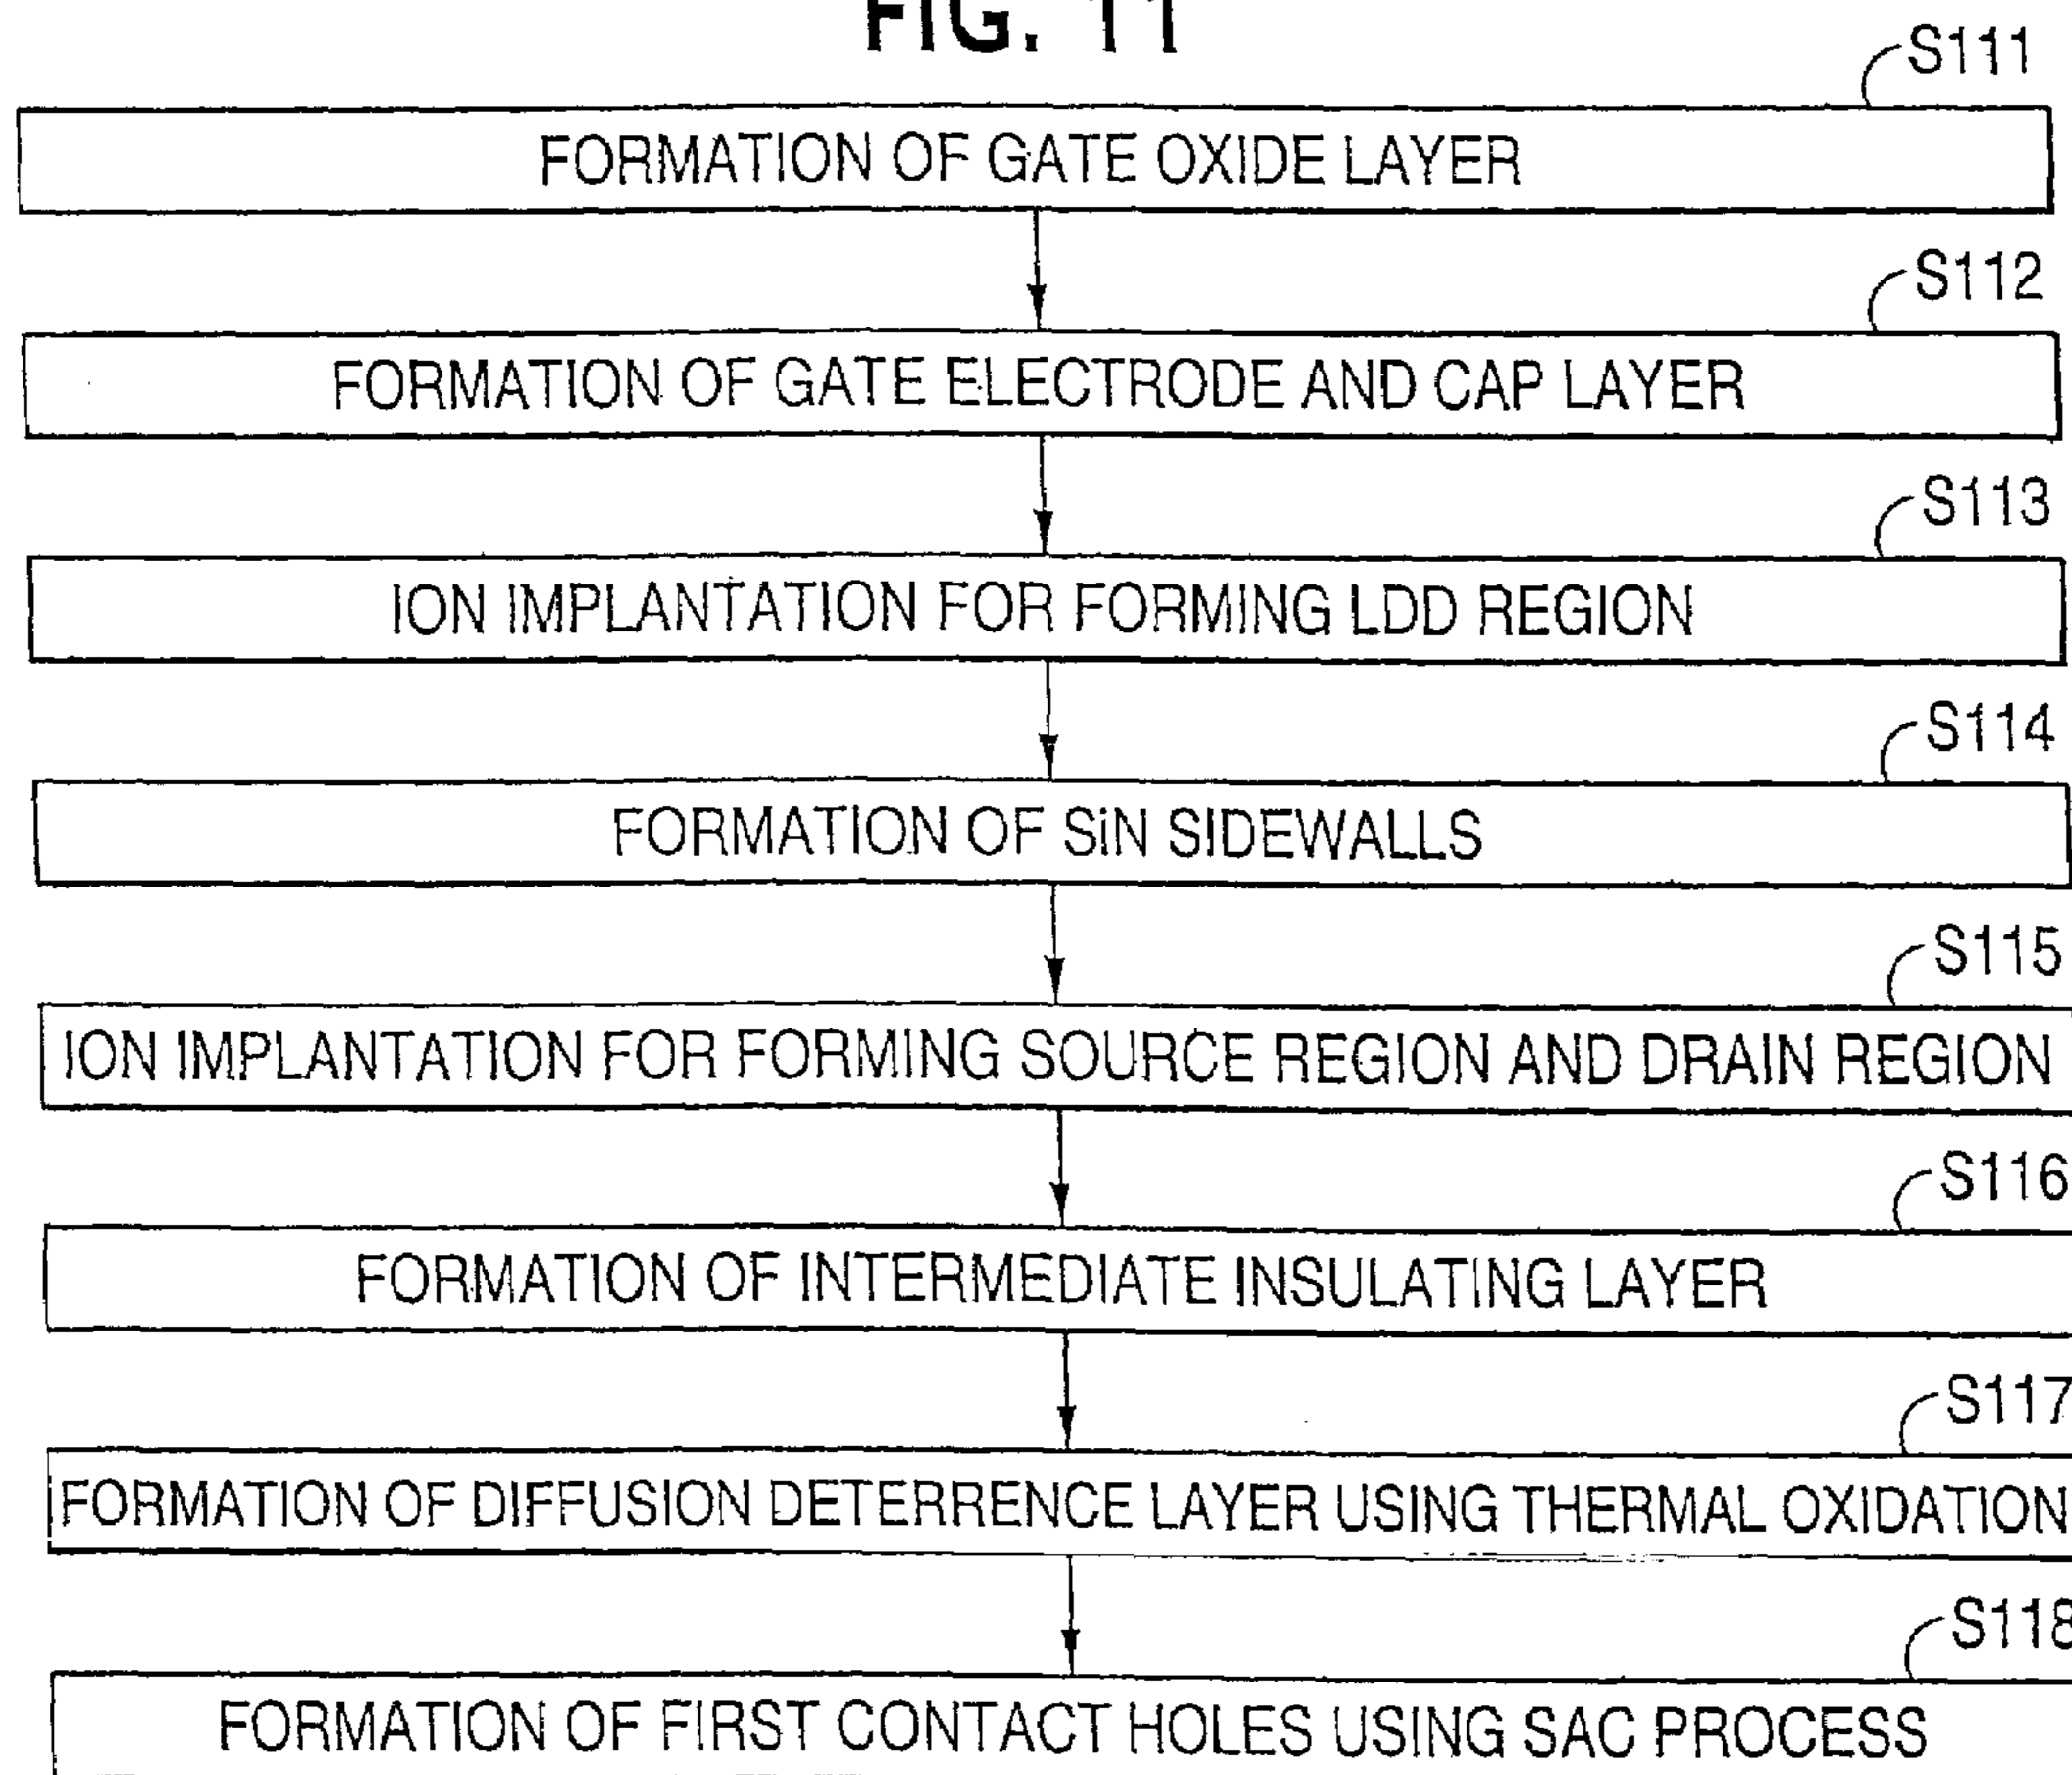 FIG. 11
S111
FORMATION OF GATE OXIDE LAYER
S112
FORMATION OF GATE ELECTRODE AND CAP LAYER
S113
ION IMPLANTATION FOR FORMING LDD REGION
S114
FORMATION OF SiN SIDEWALLS
S115
ION IMPLANTATION FOR FORMING SOURCE REGION AND DRAIN REGION
S116
FORMATION OF INTERMEDIATE INSULATING LAYER
S117
FORMATION OF DIFFUSION DETERRENCE LAYER USING THERMAL OXIDATION
S118
FORMATION OF FIRST CONTACT HOLES USING SAC PROCESS